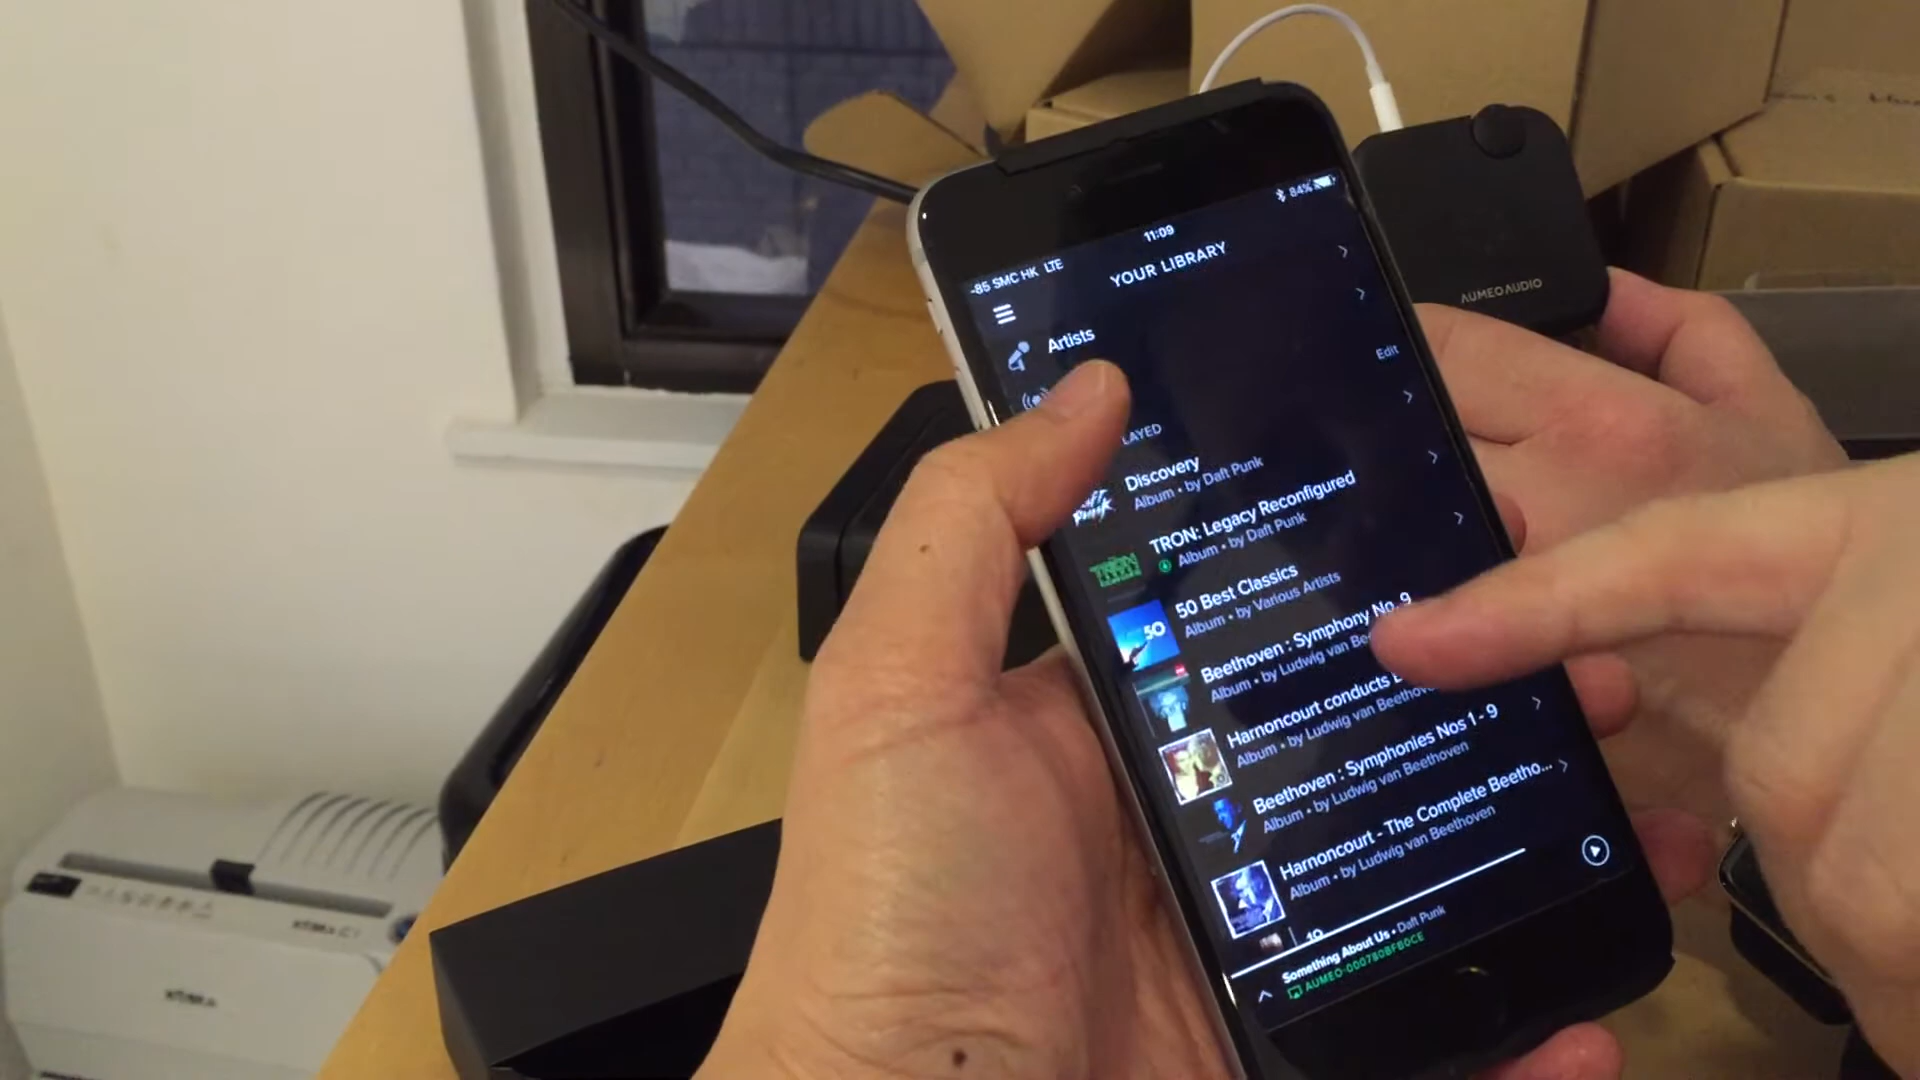 -85 SMC HK LTE
11:09
84%
YOUR LIBRARY
Artists
Edit
LAYED
Discovery
Album • by Daft Punk
TRON: Legacy Reconfigured
Album • by Daft Punk
50 Best Classics
Album • by Various Artists
Beethoven : Symphony No. 9
Album • by Ludwig van
Harnoncourt conducts
Album • by Ludwig van Beethov
Beethoven : Symphonies Nos 1 - 9
Album • by Ludwig van Beethoven
Harnoncourt - The Complete Beetho...
Album • by Ludwig van Beethoven
Something About Us • Daft Punk
AUMEO-000780BFB0CE
50
AUMEO AUDIO